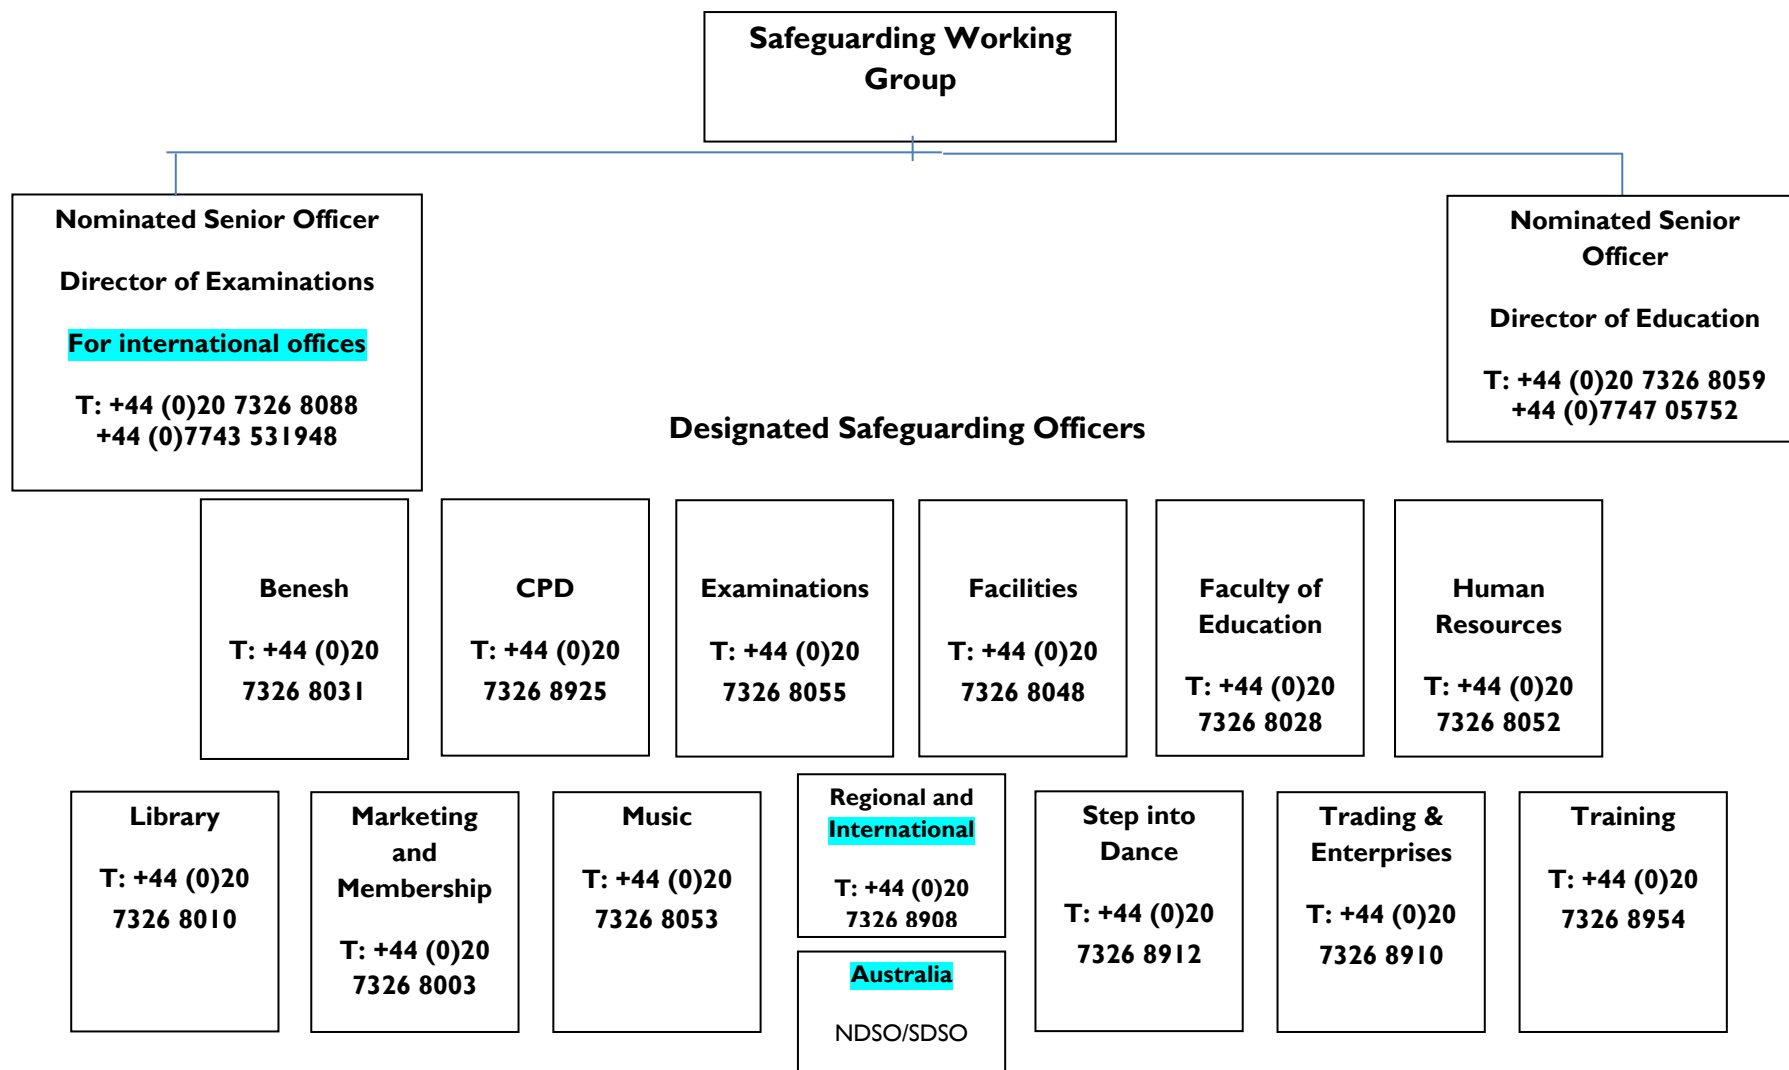 Safeguarding Working
Group
Nominated Senior Officer
Director of Examinations
For international offices
T: +44 (0)20 7326 8088
+44 (0)7743 531948
Nominated Senior
Officer
Director of Education
T: +44 (0)20 7326 8059
+44 (0)7747 05752
Designated Safeguarding Officers
Benesh
T: +44 (0)20
7326 8031
CPD
T: +44 (0)20
7326 8925
Examinations
T: +44 (0)20
7326 8055
Facilities
T: +44 (0)20
7326 8048
Faculty of
Education
T: +44 (0)20
7326 8028
Human
Resources
T: +44 (0)20
7326 8052
Library
T: +44 (0)20
7326 8010
Marketing
and
Membership
T: +44 (0)20
7326 8003
Music
T: +44 (0)20
7326 8053
Regional and
International
T: +44 (0)20
7326 8908
Australia
NDSO/SDSO
Step into
Dance
T: +44 (0)20
7326 8912
Trading &
Enterprises
T: +44 (0)20
7326 8910
Training
T: +44 (0)20
7326 8954